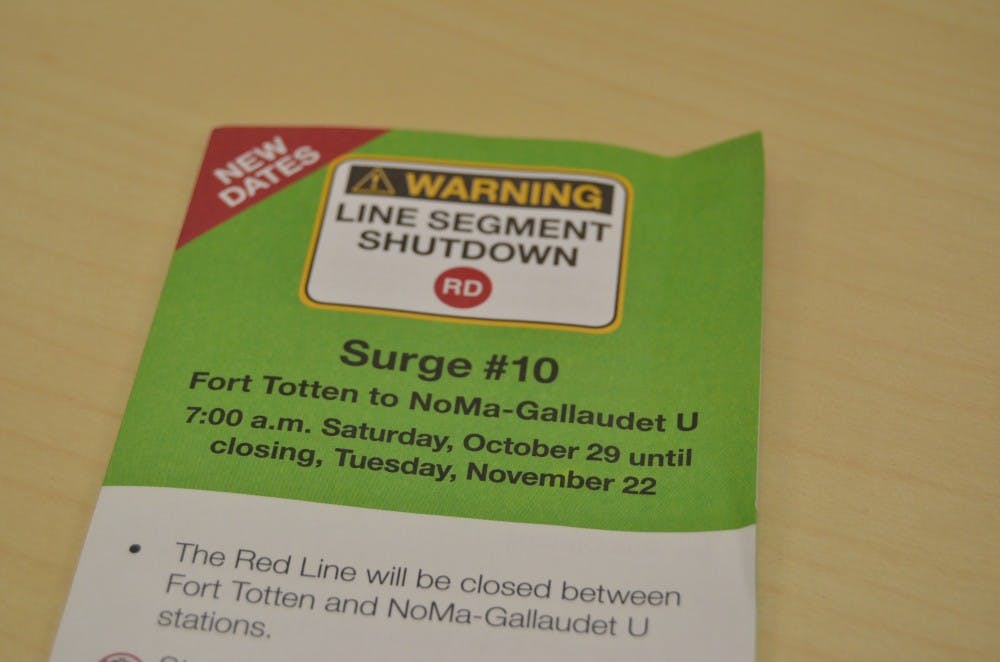 NEW
DATES
WARNING
LINE SEGMENT
SHUTDOWN
RD
Surge #10
Fort Totten to NoMa-Gallaudet U
7:00 a.m. Saturday, October 29 until
closing, Tuesday, November 22
• The Red Line will be closed between
Fort Totten and NoMa-Gallaudet U
stations.